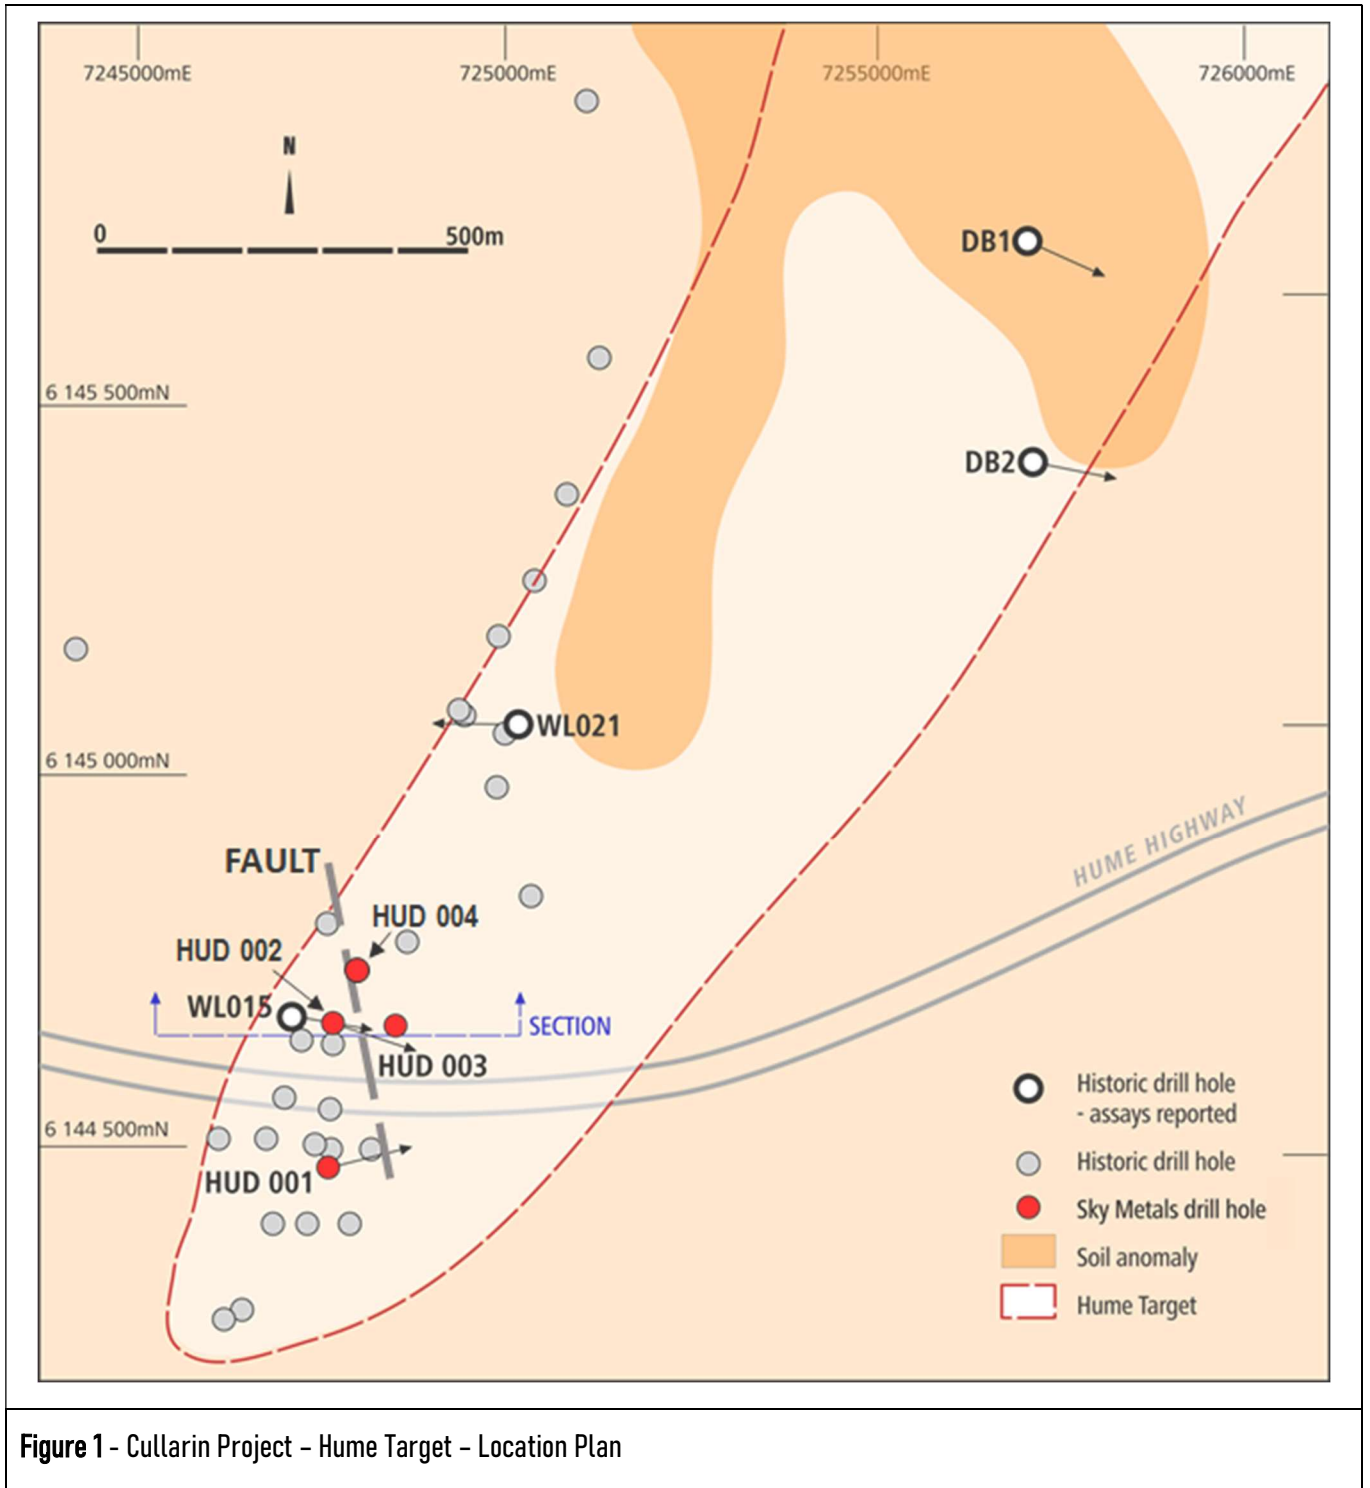 7245000mE
725000mE
7255000mE
726000mE
N
0
500m
DB1
6 145 500mN
DB2
WL021
6 145 000mN
HUME HIGHWAY
FAULT
HUD 004
HUD 002
WL015
SECTION
HUD 003
6 144 500mN
HUD 001
Historic drill hole
- assays reported
Historic drill hole
Sky Metals drill hole
Soil anomaly
Hume Target
Figure 1 - Cullarin Project – Hume Target – Location Plan